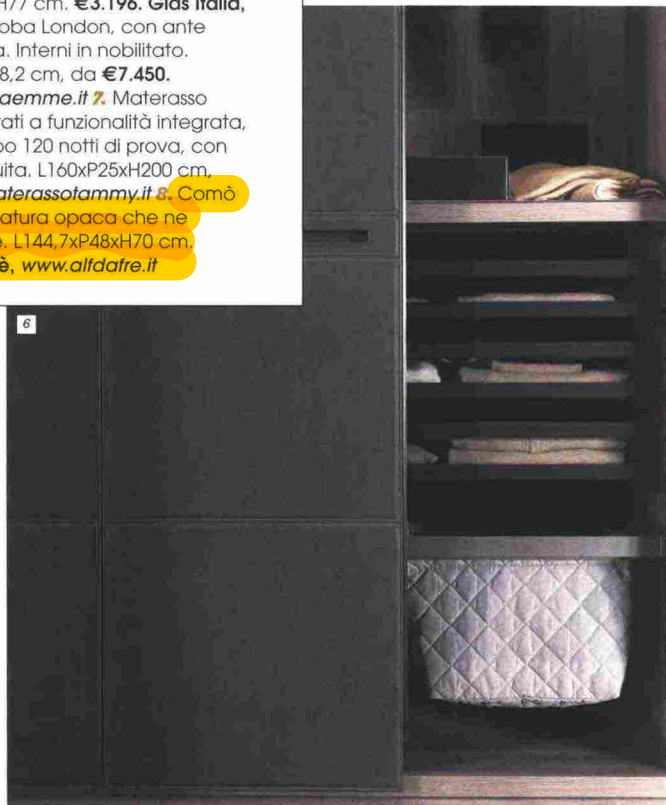 H77 cm. €3.196. Glas Italia,
oba London, con ante
a. Interni in nobilitato.
8,2 cm, da €7.450.
aemme.it 7. Materasso
ati a funzionalità integrata,
po 120 notti di prova, con
uita. L160xP25xH200 cm,
aterassotammy.it 8. Comò
atura opaca che ne
e. L144,7xP48xH70 cm.
è, www.alfdafre.it
6